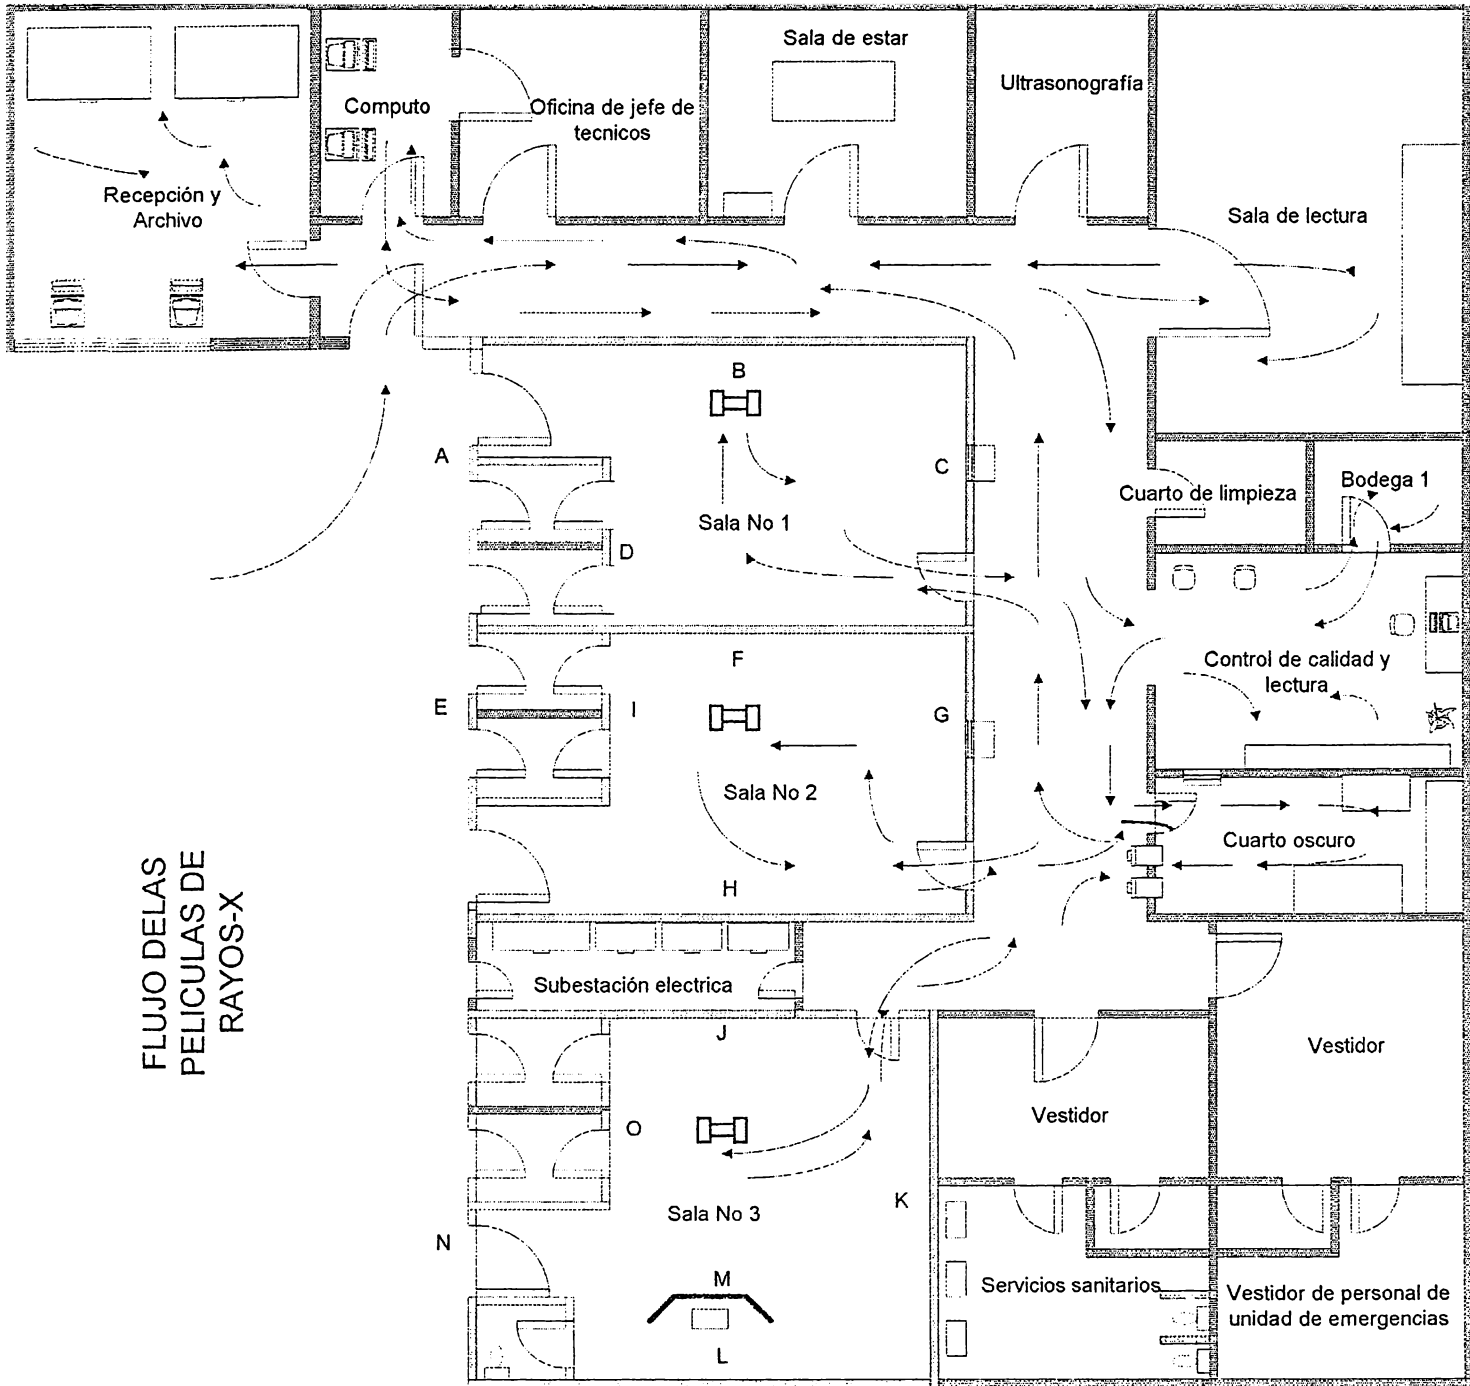 Sala de estar
Ultrasonografía
Computo
Oficina de jefe de
tecnicos
Recepción y
Archivo
Sala de lectura
B
A
C
Cuarto de limpieza
Bodega 1
Sala No 1
D
F
Control de calidad y
lectura
E
I
G
Sala No 2
Cuarto oscuro
H
FLUJO DELAS
PELICULAS DE
RAYOS-X
Subestación electrica
J
Vestidor
Vestidor
O
K
Sala No 3
N
M
Servicios sanitarios
Vestidor de personal de
unidad de emergencias
L